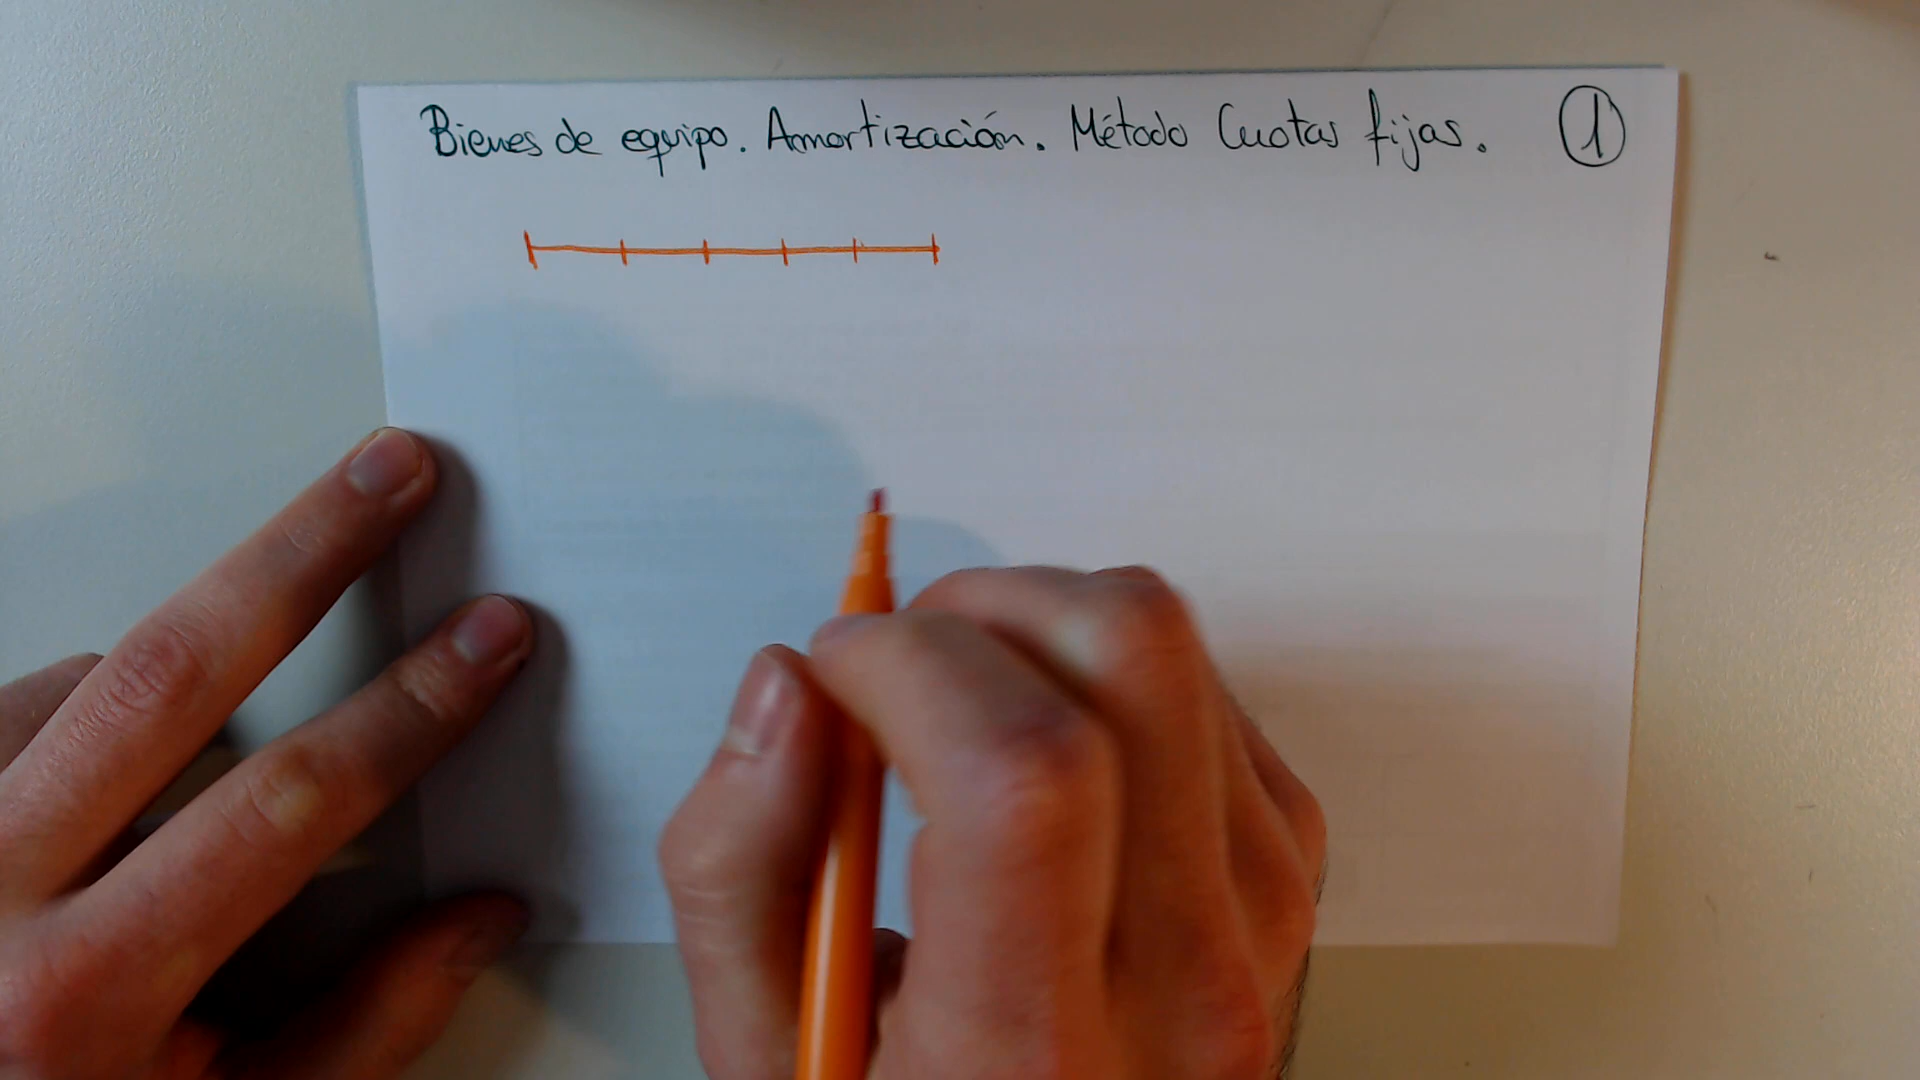 Bienes de equipo. Amortización. Método Cuotas fijas. 1